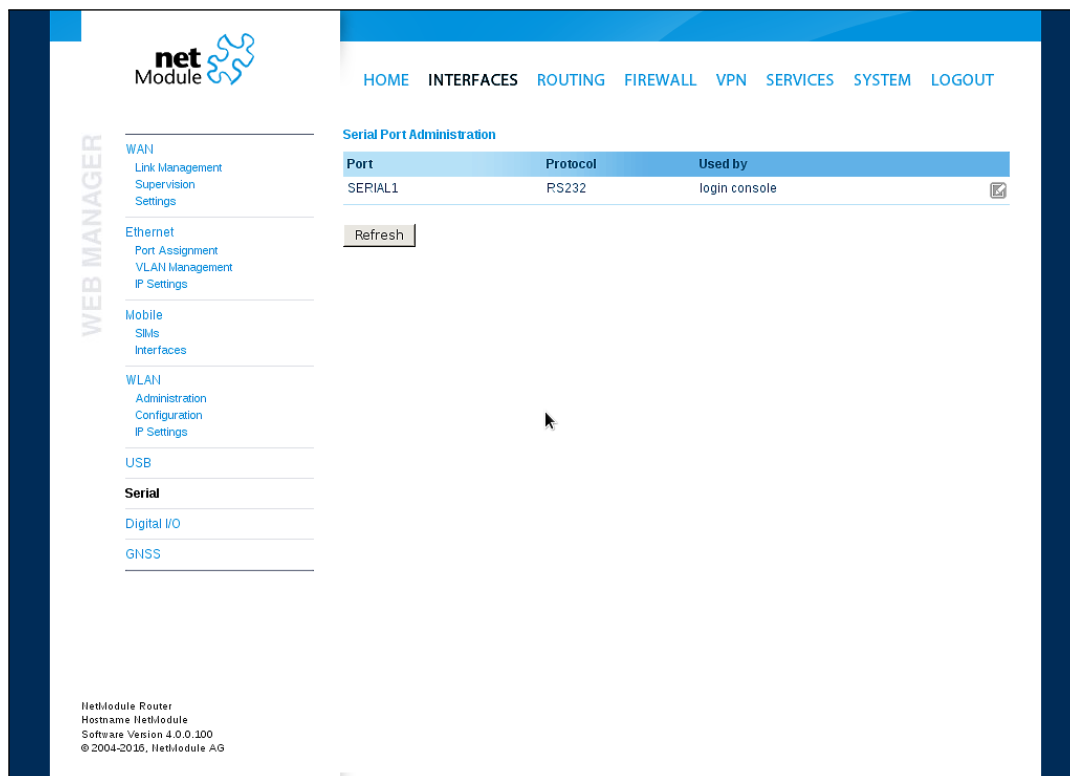 net
Module
HOME INTERFACES ROUTING FIREWALL VPN SERVICES SYSTEM LOGOUT
WEB MANAGER
WAN
Link Management
Supervision
Settings
Ethernet
Port Assignment
VLAN Management
IP Settings
Mobile
SIMs
Interfaces
WLAN
Administration
Configuration
IP Settings
USB
Serial
Digital I/O
GNSS
Serial Port Administration
Port Protocol Used by
SERIAL1 RS232 login console
Refresh
NetModule Router
Hostname NetModule
Software Version 4.0.0.100
© 2004-2016, NetModule AG